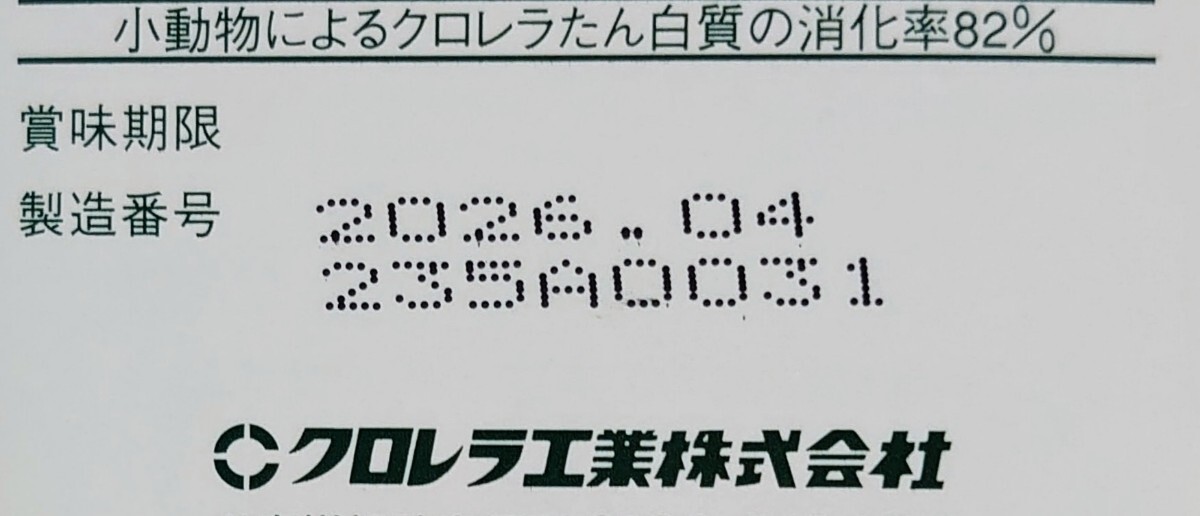 小動物によるクロレラたん白質の消化率82%
賞味期限
製造番号
2026.04
235A0031
クロレラ工業株式会社